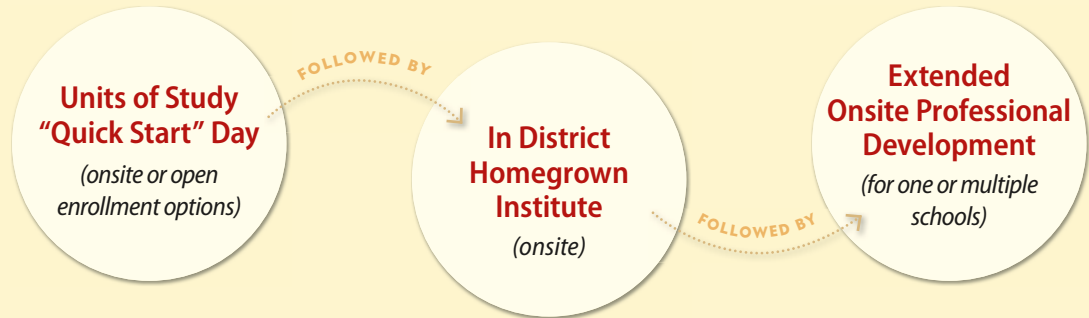 Units of Study
“Quick Start” Day
(onsite or open
enrollment options)
FOLLOWED BY
In District
Homegrown
Institute
(onsite)
FOLLOWED BY
Extended
Onsite Professional
Development
(for one or multiple
schools)